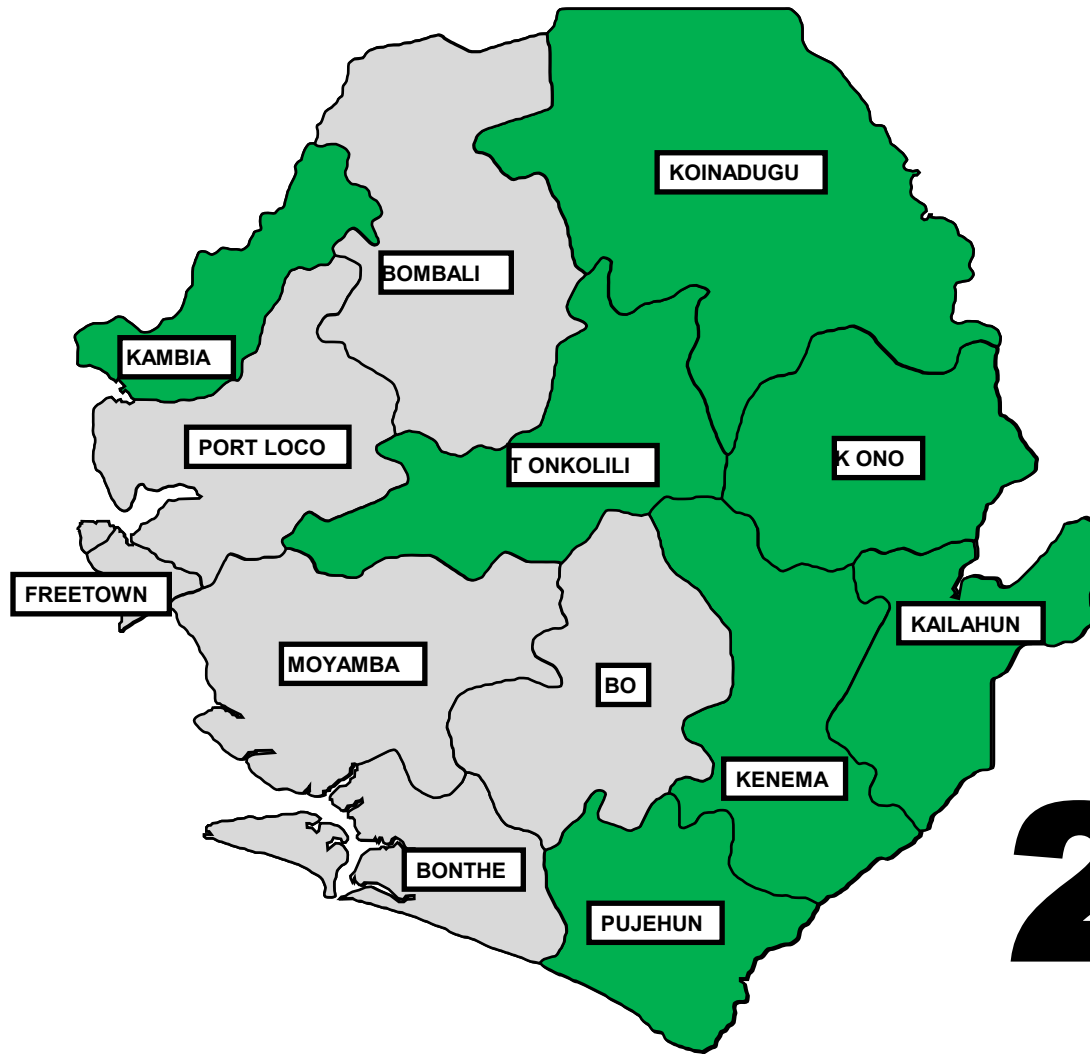 KOINADUGU
BOMBALI
KAMBIA
PORT LOCO
T ONKOLILI
K ONO
FREETOWN
KAILAHUN
MOYAMBA
BO
KENEMA
BONTHE
PUJEHUN
2